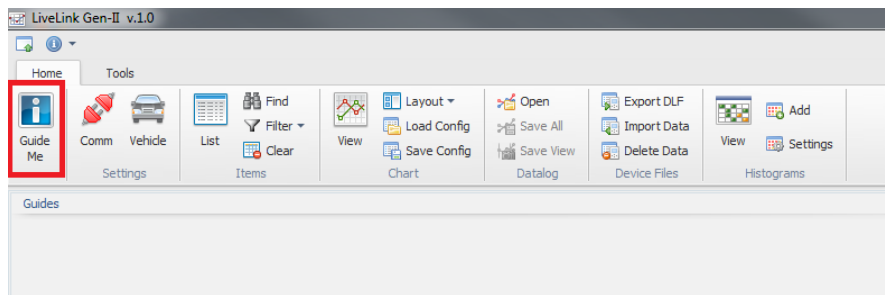 LiveLink Gen-II v.1.0
Home Tools
Guide Me
Comm Vehicle
Settings
List
Find
Filter
Clear
Items
View
Layout
Load Config
Save Config
Chart
Open
Save All
Save View
Datalog
Export DLF
Import Data
Delete Data
Device Files
View
Add
Settings
Histograms
Guides